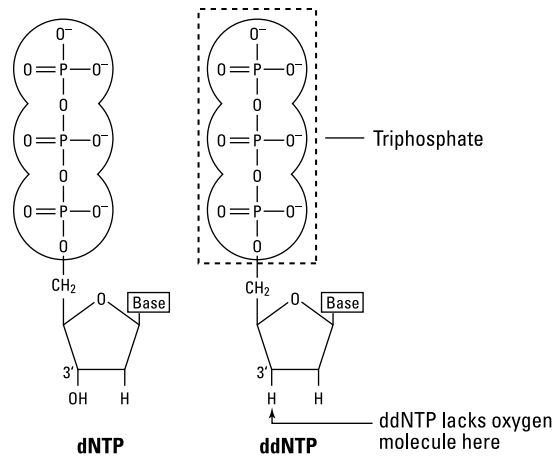 O⁻ O⁻
O=P—O⁻ O=P—O⁻
O O
O=P—O⁻ O=P—O⁻ Triphosphate
O O
O=P—O⁻ O=P—O⁻
O O
CH₂ CH₂
O Base O Base
3' 3'
OH H H H
ddNTP lacks oxygen
molecule here
dNTP ddNTP